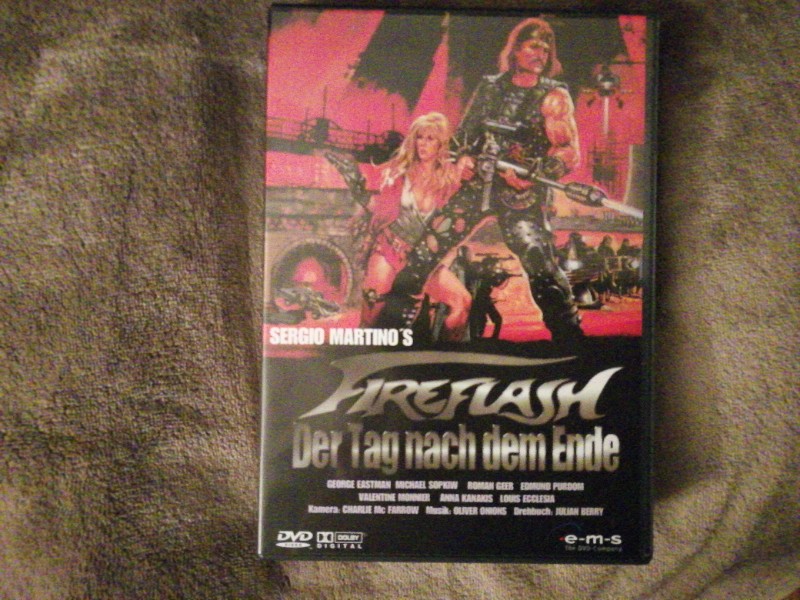 SERGIO MARTINO´S
FIREFLASH
Der Tag nach dem Ende
GEORGE EASTMAN MICHAEL SOPKIW ROMAN GEER EDMUND PURDOM
VALENTINE MONNIER ANNA KANAKIS LOUIS ECCLESIA
Kamera: CHARLIE Mc FARROW Musik: OLIVER ONIONS Drehbuch: JULIAN BERRY
DVD VIDEO DOLBY DIGITAL
e-m-s
The DVD-Company